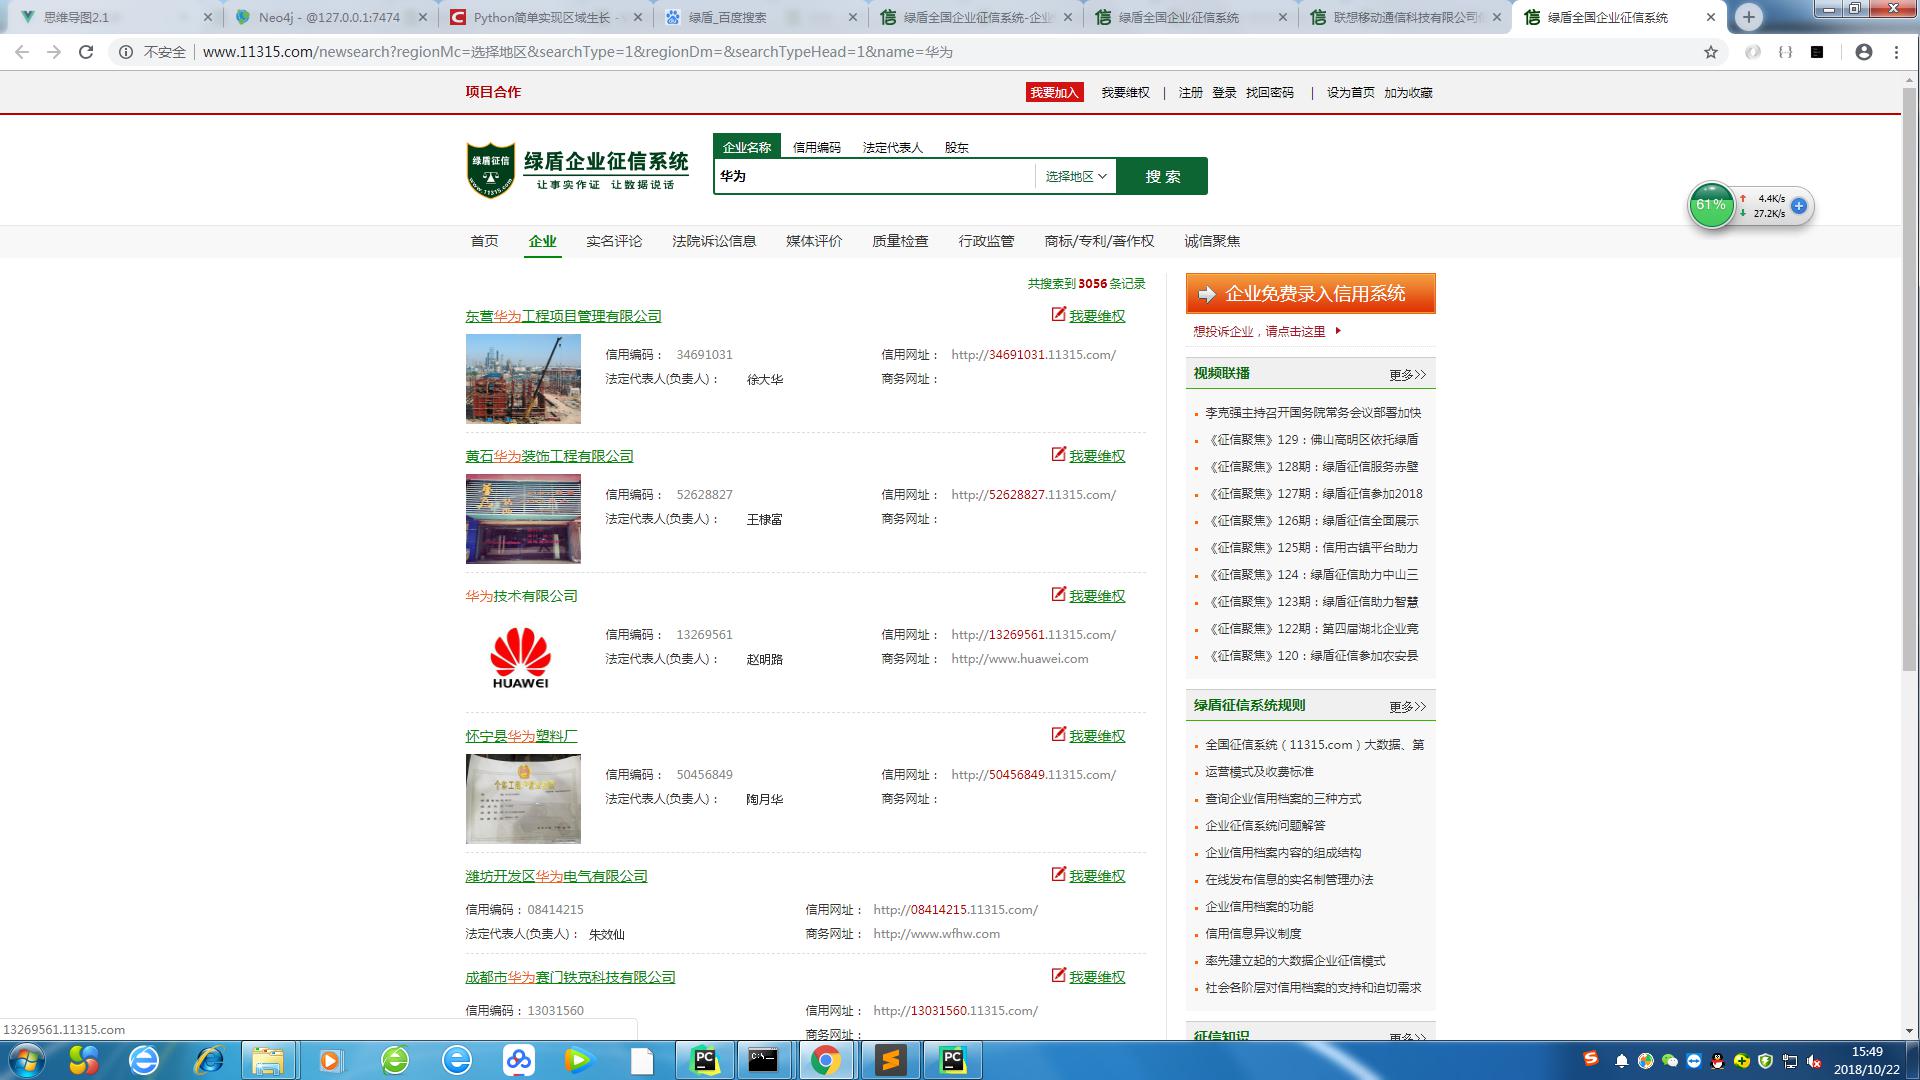 思维导图2.1
Neo4j - @127.0.0.1:7474
Python简单实现区域生长 -
绿盾_百度搜索
绿盾全国企业征信系统-企业
绿盾全国企业征信系统
联想移动通信科技有限公司
绿盾全国企业征信系统
不安全 www.11315.com/newsearch?regionMc=选择地区&searchType=1&regionDm=&searchTypeHead=1&name=华为
项目合作
我要加入 我要维权 | 注册 登录 找回密码 | 设为首页 加为收藏
绿盾征信
www.11315.com
绿盾企业征信系统
让事实作证 让数据说话
企业名称 信用编码 法定代表人 股东
华为 选择地区 搜 索
61% 4.4K/s
27.2K/s
首页 企业 实名评论 法院诉讼信息 媒体评价 质量检查 行政监管 商标/专利/著作权 诚信聚焦
共搜索到 3056 条记录
东营华为工程项目管理有限公司 我要维权
信用编码： 34691031 信用网址： http://34691031.11315.com/
法定代表人(负责人)： 徐大华 商务网址：
黄石华为装饰工程有限公司 我要维权
信用编码： 52628827 信用网址： http://52628827.11315.com/
法定代表人(负责人)： 王棣富 商务网址：
华为技术有限公司 我要维权
HUAWEI
信用编码： 13269561 信用网址： http://13269561.11315.com/
法定代表人(负责人)： 赵明路 商务网址： http://www.huawei.com
怀宁县华为塑料厂 我要维权
信用编码： 50456849 信用网址： http://50456849.11315.com/
法定代表人(负责人)： 陶月华 商务网址：
潍坊开发区华为电气有限公司 我要维权
信用编码：08414215 信用网址： http://08414215.11315.com/
法定代表人(负责人)： 朱效仙 商务网址： http://www.wfhw.com
成都市华为赛门铁克科技有限公司 我要维权
信用编码：13031560 信用网址： http://13031560.11315.com/
商务网址：
企业免费录入信用系统
想投诉企业，请点击这里
视频联播 更多>>
李克强主持召开国务院常务会议部署加快
《征信聚焦》129：佛山高明区依托绿盾
《征信聚焦》128期：绿盾征信服务赤壁
《征信聚焦》127期：绿盾征信参加2018
《征信聚焦》126期：绿盾征信全面展示
《征信聚焦》125期：信用古镇平台助力
《征信聚焦》124：绿盾征信助力中山三
《征信聚焦》123期：绿盾征信助力智慧
《征信聚焦》122期：第四届湖北企业竞
《征信聚焦》120：绿盾征信参加农安县
绿盾征信系统规则 更多>>
全国征信系统（11315.com）大数据、第
运营模式及收费标准
查询企业信用档案的三种方式
企业征信系统问题解答
企业信用档案内容的组成结构
在线发布信息的实名制管理办法
企业信用档案的功能
信用信息异议制度
率先建立起的大数据企业征信模式
社会各阶层对信用档案的支持和迫切需求
征信知识 更多>>
13269561.11315.com
15:49
2018/10/22